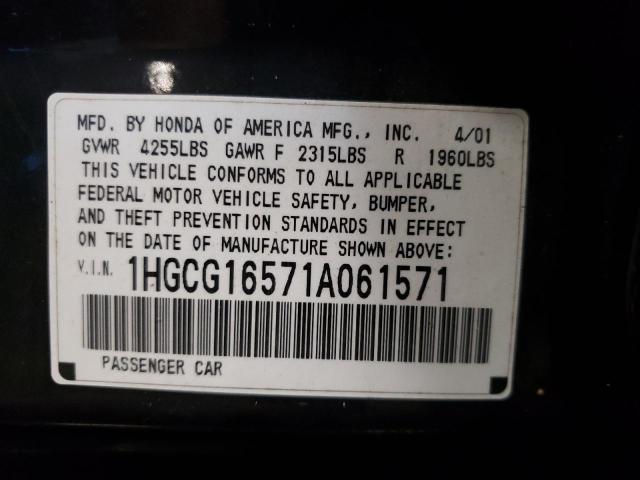 MFD. BY HONDA OF AMERICA MFG., INC. 4/01
GVWR 4255LBS GAWR F 2315LBS R 1960LBS
THIS VEHICLE CONFORMS TO ALL APPLICABLE
FEDERAL MOTOR VEHICLE SAFETY, BUMPER,
AND THEFT PREVENTION STANDARDS IN EFFECT
ON THE DATE OF MANUFACTURE SHOWN ABOVE:
V.I.N. 1HGCG16571A061571
PASSENGER CAR